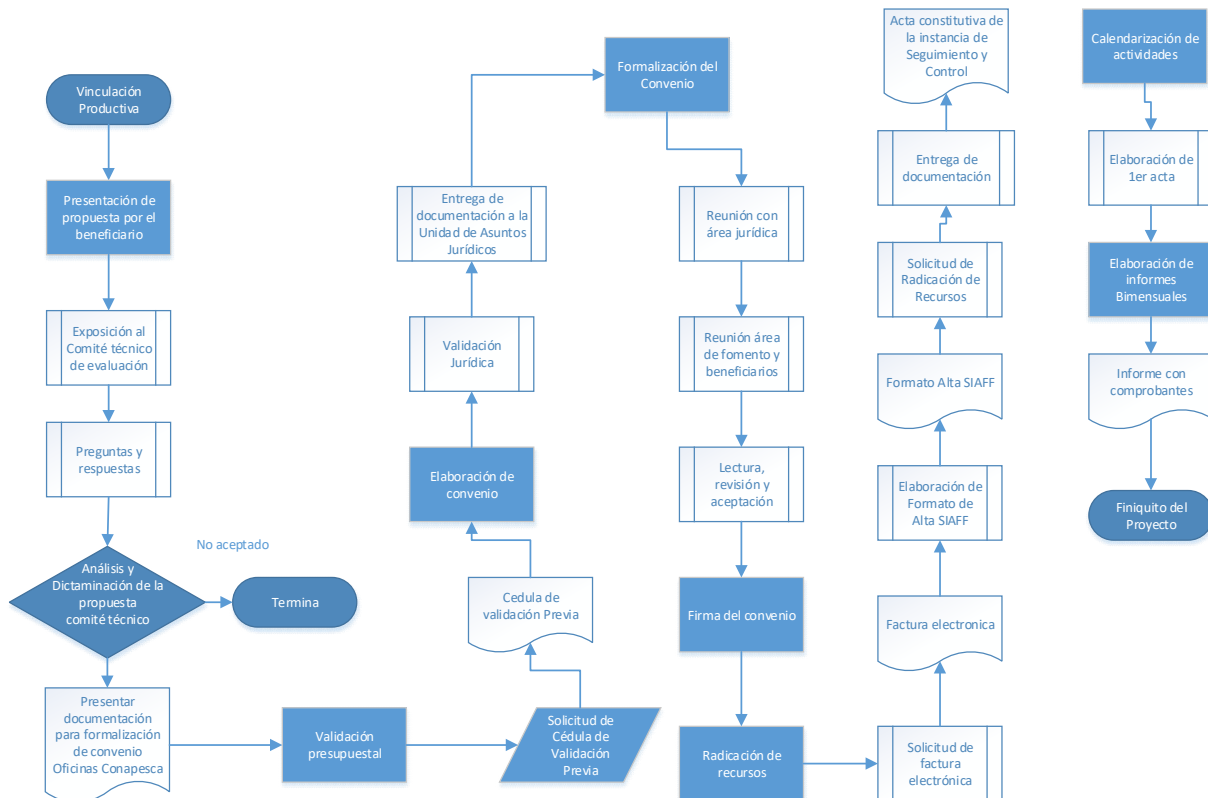 Vinculación
Productiva
Presentación de
propuesta por el
beneficiario
Exposición al
Comité técnico
de evaluación
Preguntas y
respuestas
Análisis y
Dictaminación de la
propuesta
comité técnico
No aceptado
Termina
Presentar
documentación
para formalización
de convenio
Oficinas Conapesca
Validación
presupuestal
Solicitud de
Cédula de
Validación
Previa
Cedula de
validación Previa
Elaboración de
convenio
Validación
Jurídica
Entrega de
documentación a la
Unidad de Asuntos
Jurídicos
Formalización del
Convenio
Reunión con
área jurídica
Reunión área
de fomento y
beneficiarios
Lectura,
revisión y
aceptación
Firma del convenio
Radicación de
recursos
Solicitud de
factura
electrónica
Factura electronica
Elaboración de
Formato de
Alta SIAFF
Formato Alta SIAFF
Solicitud de
Radicación de
Recursos
Entrega de
documentación
Acta constitutiva de
la instancia de
Seguimiento y
Control
Calendarización de
actividades
Elaboración de
1er acta
Elaboración de
informes
Bimensuales
Informe con
comprobantes
Finiquito del
Proyecto